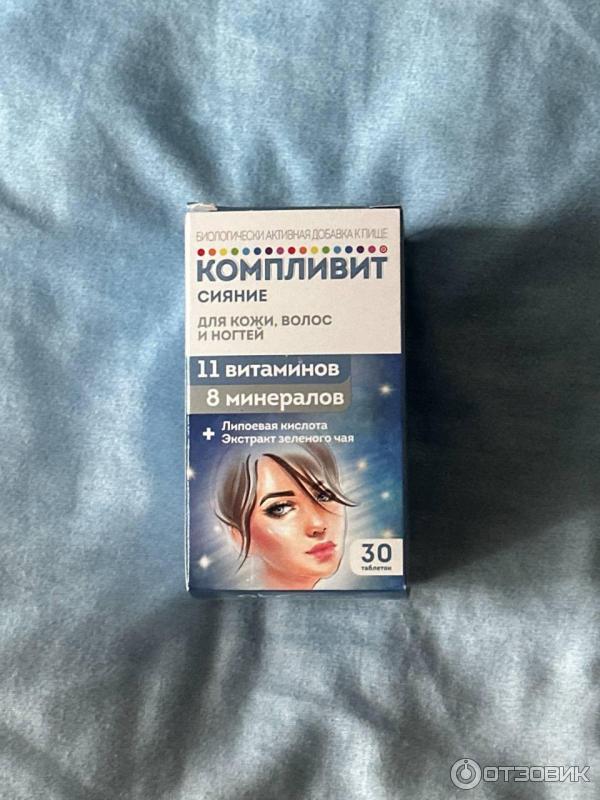 БИОЛОГИЧЕСКИ АКТИВНАЯ ДОБАВКА К ПИЩЕ
КОМПЛИВИТ
СИЯНИЕ
ДЛЯ КОЖИ, ВОЛОС
И НОГТЕЙ
11 витаминов
8 минералов
+ Липоевая кислота
Экстракт зеленого чая
30
таблеток
ОТЗОВИК